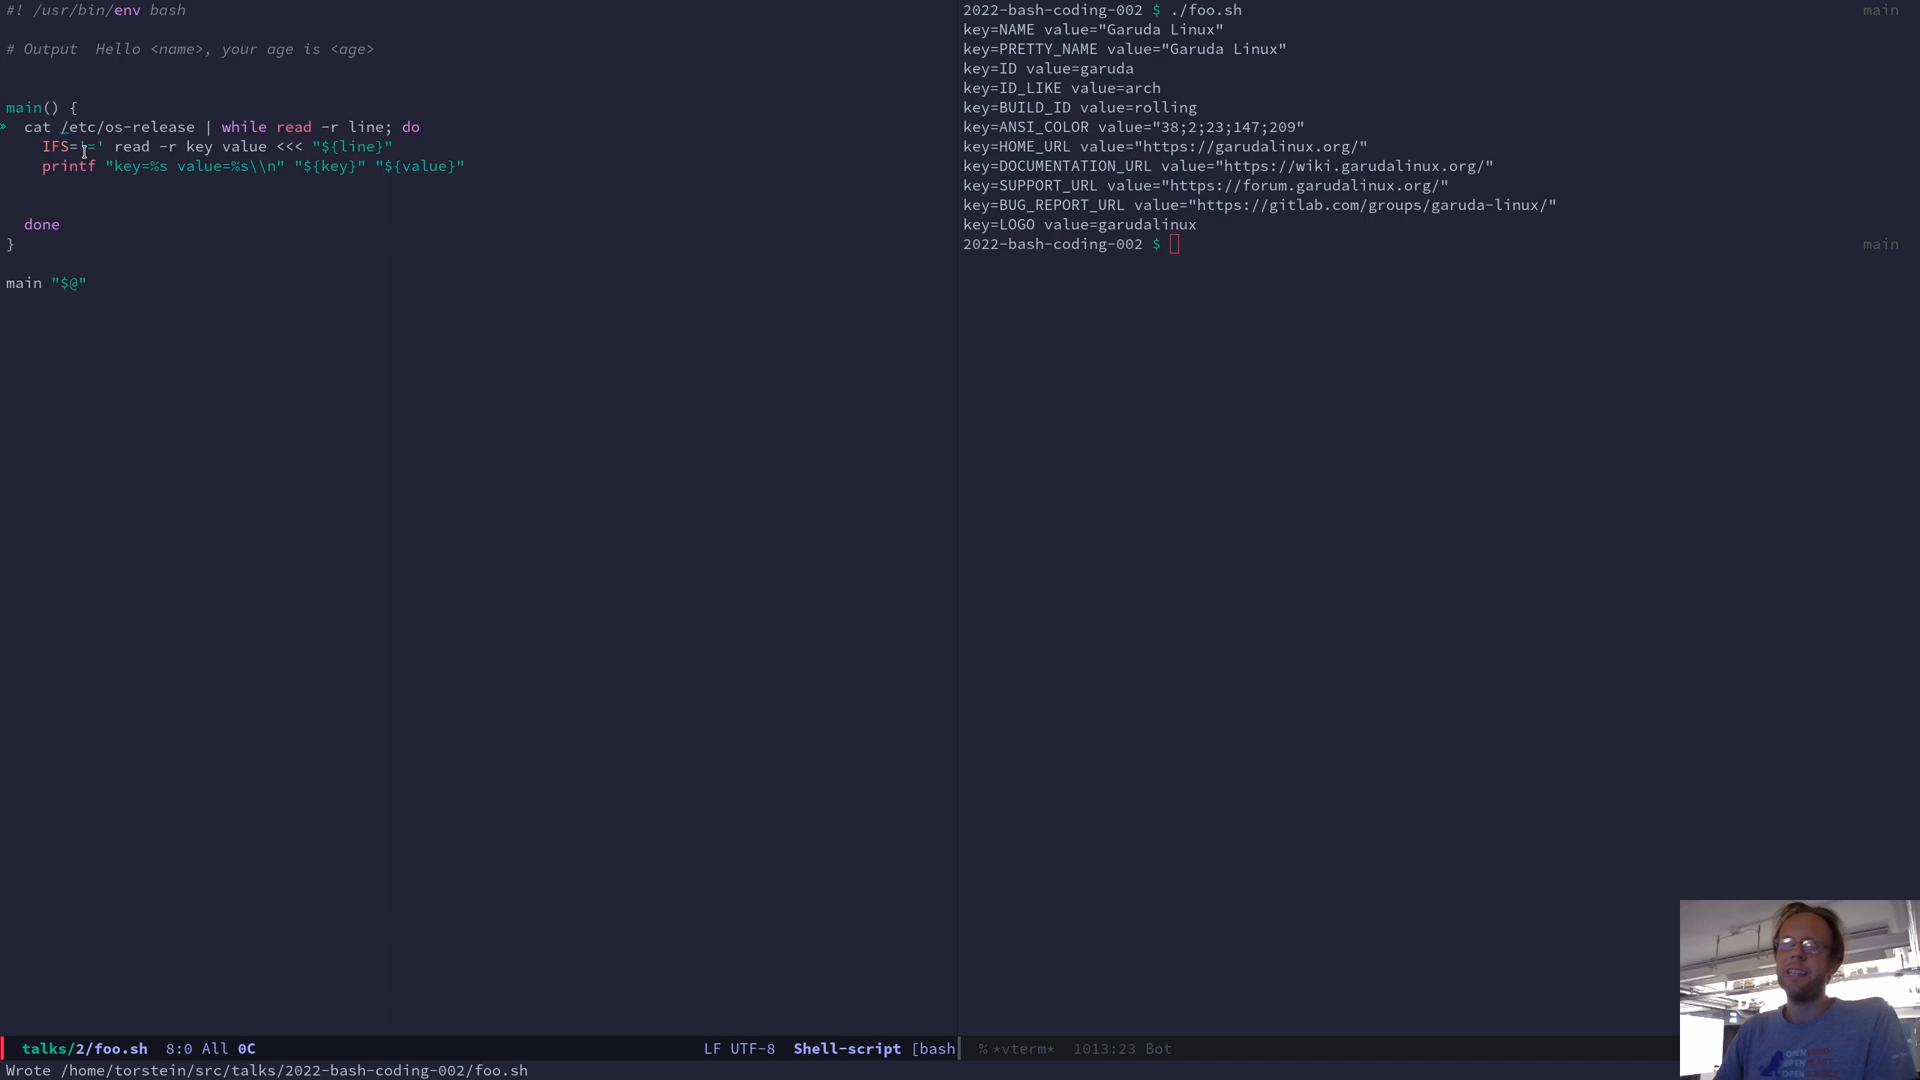 #! /usr/bin/env bash
# Output  Hello <name>, your age is <age>
main() {
  cat /etc/os-release | while read -r line; do
    IFS='=' read -r key value <<< "${line}"
    printf "key=%s value=%s\\n" "${key}" "${value}"
  done
}
main "$@"
talks/2/foo.sh  8:0 All 0C  LF UTF-8  Shell-script  [bash
Wrote /home/torstein/src/talks/2022-bash-coding-002/foo.sh
2022-bash-coding-002 $ ./foo.sh  main
key=NAME value="Garuda Linux"
key=PRETTY_NAME value="Garuda Linux"
key=ID value=garuda
key=ID_LIKE value=arch
key=BUILD_ID value=rolling
key=ANSI_COLOR value="38;2;23;147;209"
key=HOME_URL value="https://garudalinux.org/"
key=DOCUMENTATION_URL value="https://wiki.garudalinux.org/"
key=SUPPORT_URL value="https://forum.garudalinux.org/"
key=BUG_REPORT_URL value="https://gitlab.com/groups/garuda-linux/"
key=LOGO value=garudalinux
2022-bash-coding-002 $  main
% *vterm*  1013:23 Bot
OPEN
OPEN
OPEN